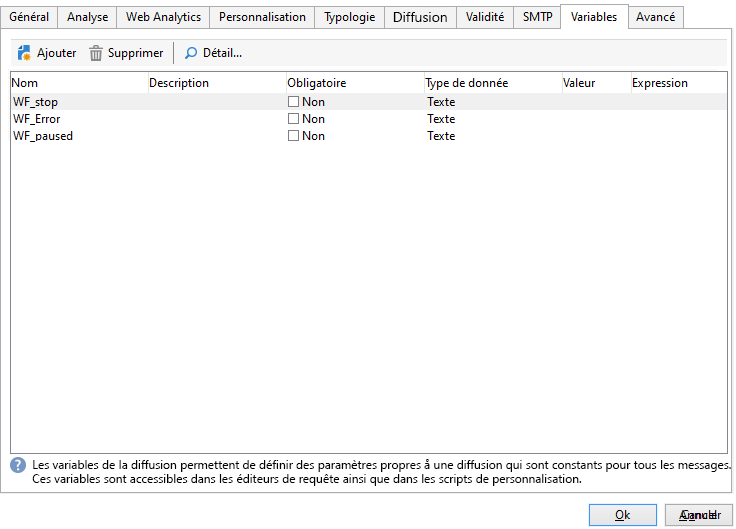 Général Analyse Web Analytics Personnalisation Typologie Diffusion Validité SMTP Variables Avancé
Ajouter Supprimer Détail...
Nom Description Obligatoire Type de donnée Valeur Expression
WF_stop Non Texte
WF_Error Non Texte
WF_paused Non Texte
Les variables de la diffusion permettent de définir des paramètres propres å une diffusion qui sont constants pour tous les messages.
Ces variables sont accessibles dans les éditeurs de requête ainsi que dans les scripts de personnalisation.
Ok